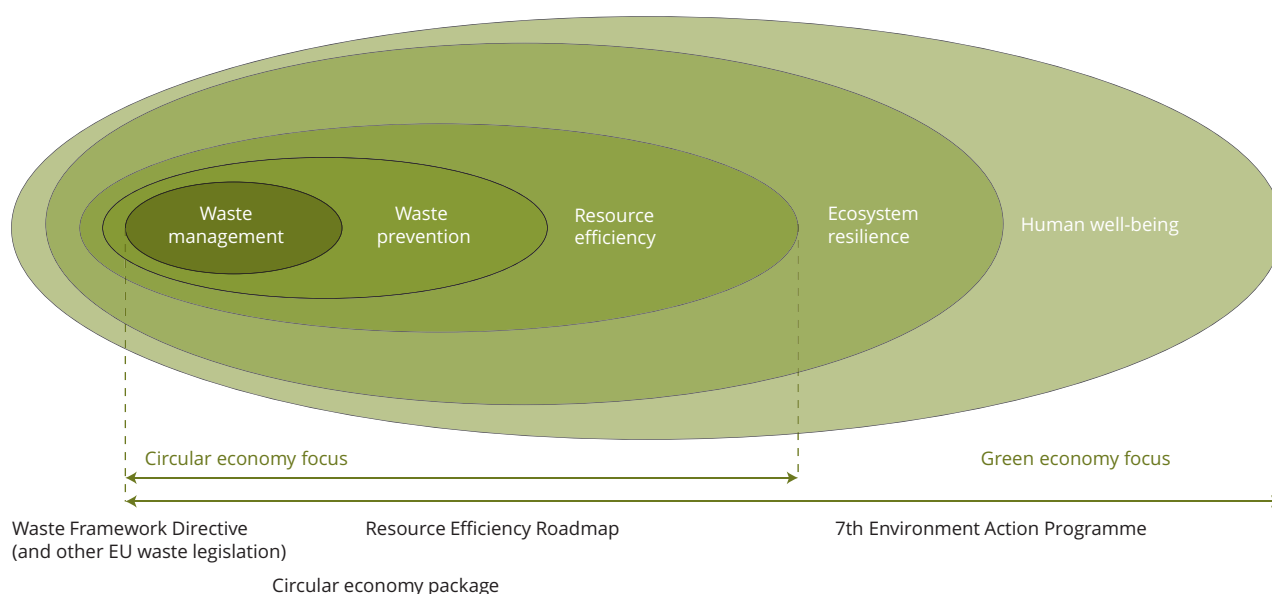 Waste
management
Waste
prevention
Resource
efficiency
Ecosystem
resilience
Human well-being
Circular economy focus
Green economy focus
Waste Framework Directive
(and other EU waste legislation)
Resource Efficiency Roadmap
7th Environment Action Programme
Circular economy package